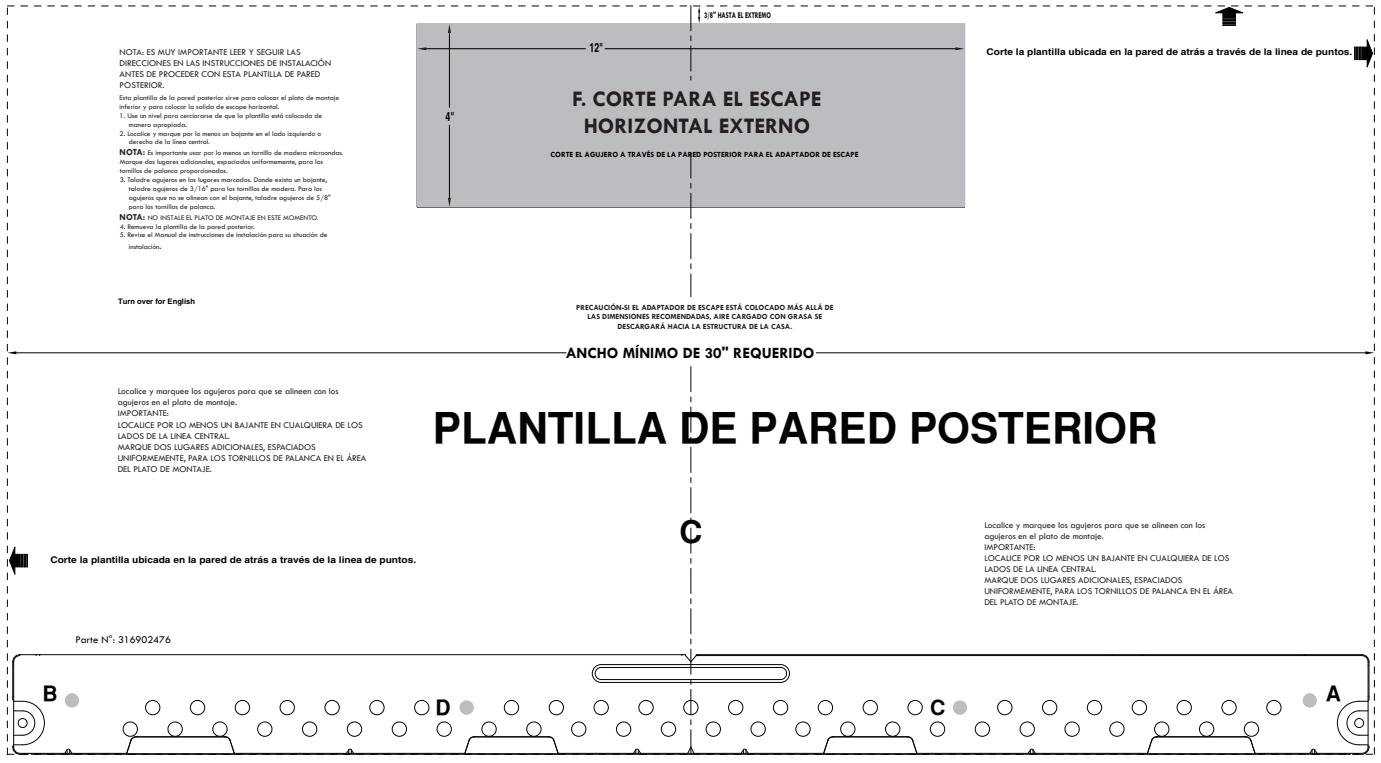 3/8" HASTA EL EXTREMO
NOTA: ES MUY IMPORTANTE LEER Y SEGUIR LAS
DIRECCIONES EN LAS INSTRUCCIONES DE INSTALACIÓN
ANTES DE PROCEDER CON ESTA PLANTILLA DE PARED
POSTERIOR.
Esta plantilla de la pared posterior sirve para colocar el plato de montaje
inferior y para colocar la salida de escape horizontal.
1. Use un nivel para cerciorarse de que la plantilla está colocada de
manera apropiada.
2. Localice y marque por lo menos un bajante en el lado izquierdo o
derecho de la línea central.
NOTA: Es importante usar por lo menos un tornillo de madera microondas.
Marque dos lugares adicionales, espaciados uniformemente, para los
tornillos de palanca proporcionados.
3. Taladre agujeros en los lugares marcados. Donde exista un bajante,
taladre agujeros de 3/16" para los tornillos de madera. Para los
agujeros que no se alinean con el bajante, taladre agujeros de 5/8"
para los tornillos de palanca.
NOTA: NO INSTALE EL PLATO DE MONTAJE EN ESTE MOMENTO.
4. Remueva la plantilla de la pared posterior.
5. Revise el Manual de instrucciones de instalación para su situación de
instalación.
Turn over for English
12"
4"
F. CORTE PARA EL ESCAPE
HORIZONTAL EXTERNO
CORTE EL AGUJERO A TRAVÉS DE LA PARED POSTERIOR PARA EL ADAPTADOR DE ESCAPE
Corte la plantilla ubicada en la pared de atrás a través de la linea de puntos.
PRECAUCIÓN-SI EL ADAPTADOR DE ESCAPE ESTÁ COLOCADO MÁS ALLÁ DE
LAS DIMENSIONES RECOMENDADAS, AIRE CARGADO CON GRASA SE
DESCARGARÁ HACIA LA ESTRUCTURA DE LA CASA.
ANCHO MÍNIMO DE 30" REQUERIDO
Localice y marquee los agujeros para que se alineen con los
agujeros en el plato de montaje.
IMPORTANTE:
LOCALICE POR LO MENOS UN BAJANTE EN CUALQUIERA DE LOS
LADOS DE LA LINEA CENTRAL.
MARQUE DOS LUGARES ADICIONALES, ESPACIADOS
UNIFORMEMENTE, PARA LOS TORNILLOS DE PALANCA EN EL ÁREA
DEL PLATO DE MONTAJE.
PLANTILLA DE PARED POSTERIOR
C
Localice y marquee los agujeros para que se alineen con los
agujeros en el plato de montaje.
IMPORTANTE:
LOCALICE POR LO MENOS UN BAJANTE EN CUALQUIERA DE LOS
LADOS DE LA LINEA CENTRAL.
MARQUE DOS LUGARES ADICIONALES, ESPACIADOS
UNIFORMEMENTE, PARA LOS TORNILLOS DE PALANCA EN EL ÁREA
DEL PLATO DE MONTAJE.
Corte la plantilla ubicada en la pared de atrás a través de la linea de puntos.
Parte N°: 316902476
B
D
C
A